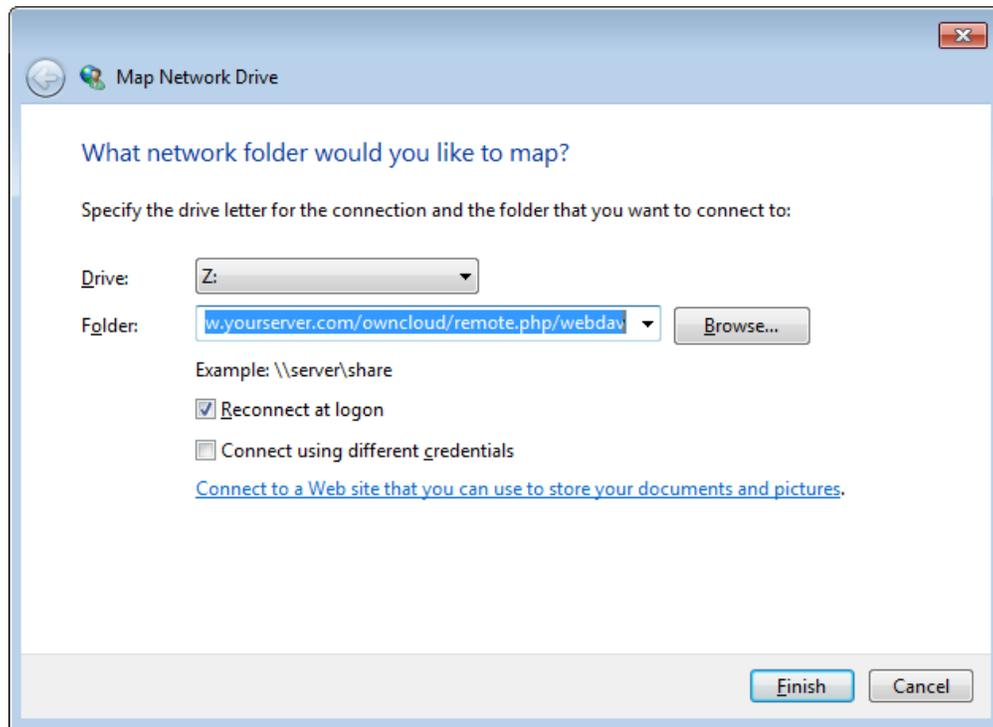 Map Network Drive
What network folder would you like to map?
Specify the drive letter for the connection and the folder that you want to connect to:
Drive: Z:
Folder: w.yourserver.com/owncloud/remote.php/webdav Browse...
Example: \\server\share
Reconnect at logon
Connect using different credentials
Connect to a Web site that you can use to store your documents and pictures.
Finish Cancel